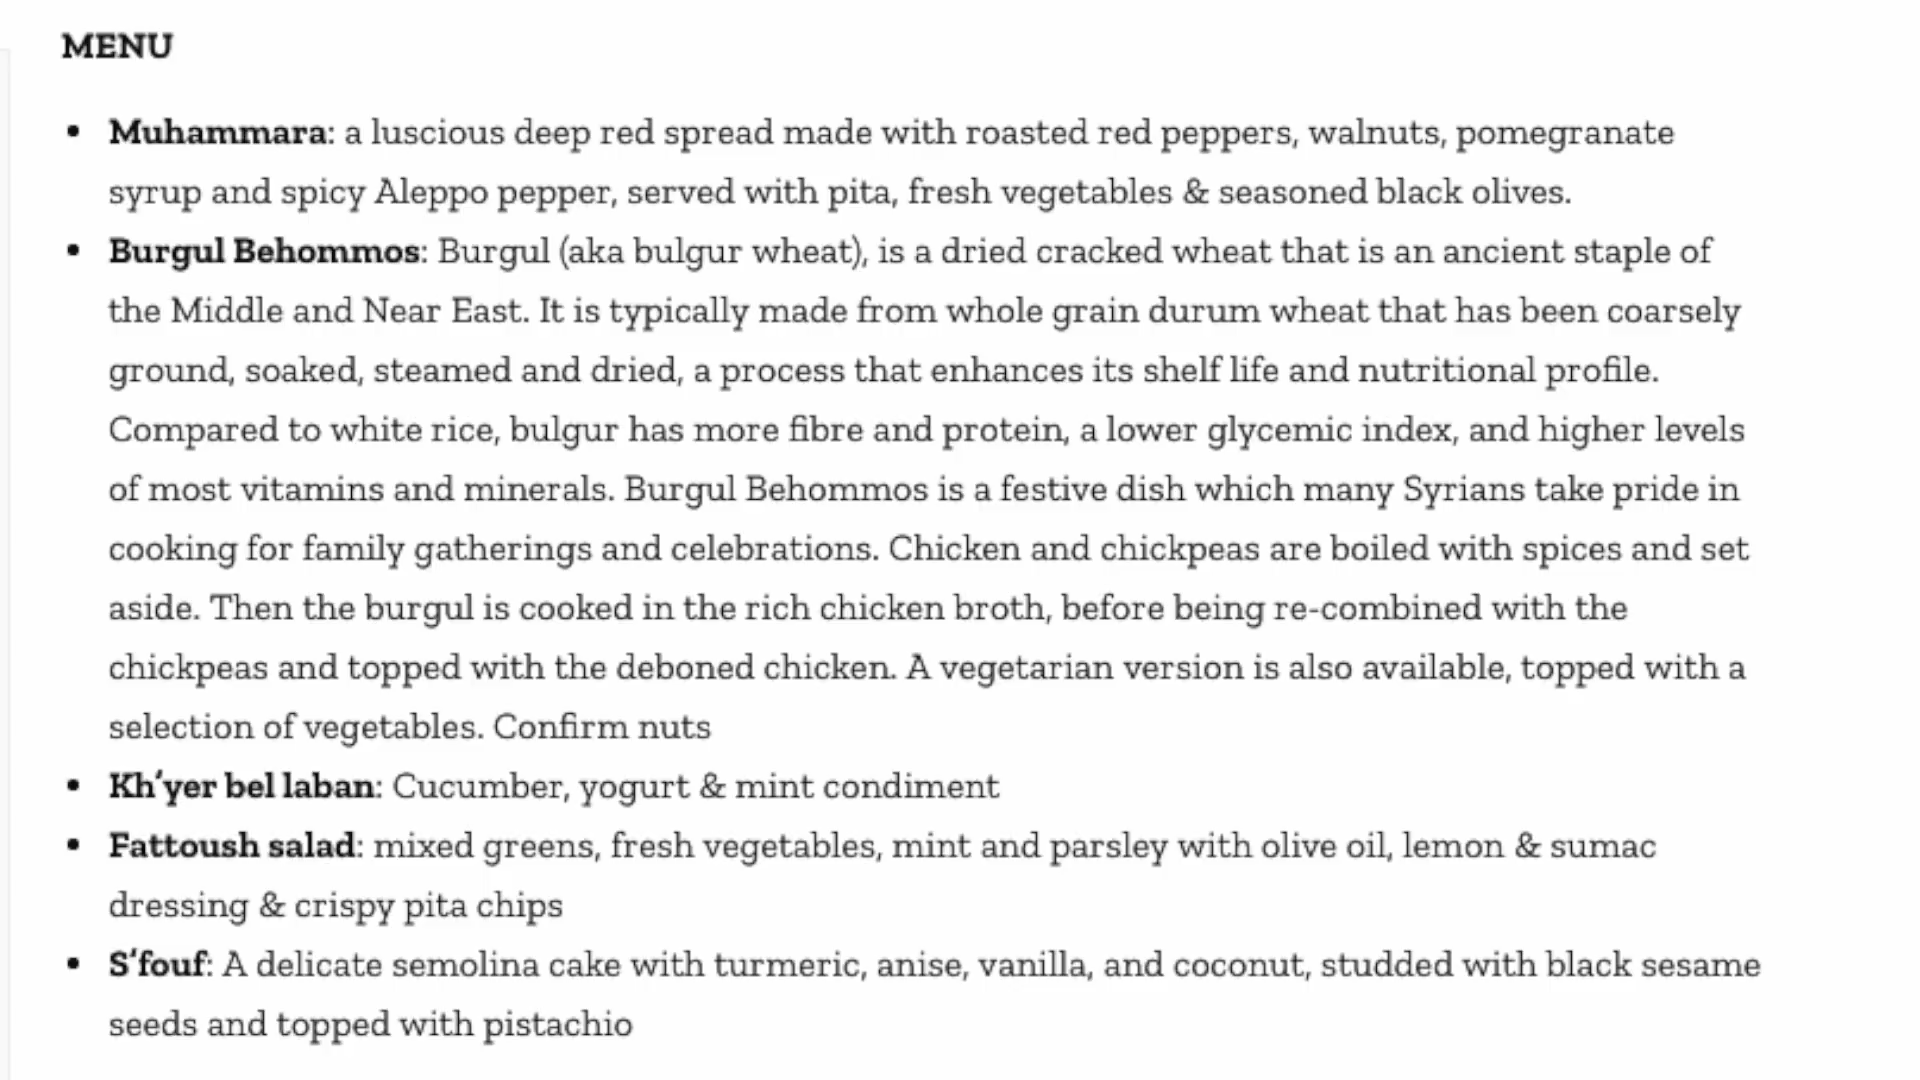 MENU
• Muhammara: a luscious deep red spread made with roasted red peppers, walnuts, pomegranate
syrup and spicy Aleppo pepper, served with pita, fresh vegetables & seasoned black olives.
• Burgul Behommos: Burgul (aka bulgur wheat), is a dried cracked wheat that is an ancient staple of
the Middle and Near East. It is typically made from whole grain durum wheat that has been coarsely
ground, soaked, steamed and dried, a process that enhances its shelf life and nutritional profile.
Compared to white rice, bulgur has more fibre and protein, a lower glycemic index, and higher levels
of most vitamins and minerals. Burgul Behommos is a festive dish which many Syrians take pride in
cooking for family gatherings and celebrations. Chicken and chickpeas are boiled with spices and set
aside. Then the burgul is cooked in the rich chicken broth, before being re-combined with the
chickpeas and topped with the deboned chicken. A vegetarian version is also available, topped with a
selection of vegetables. Confirm nuts
• Kh'yer bel laban: Cucumber, yogurt & mint condiment
• Fattoush salad: mixed greens, fresh vegetables, mint and parsley with olive oil, lemon & sumac
dressing & crispy pita chips
• S'fouf: A delicate semolina cake with turmeric, anise, vanilla, and coconut, studded with black sesame
seeds and topped with pistachio